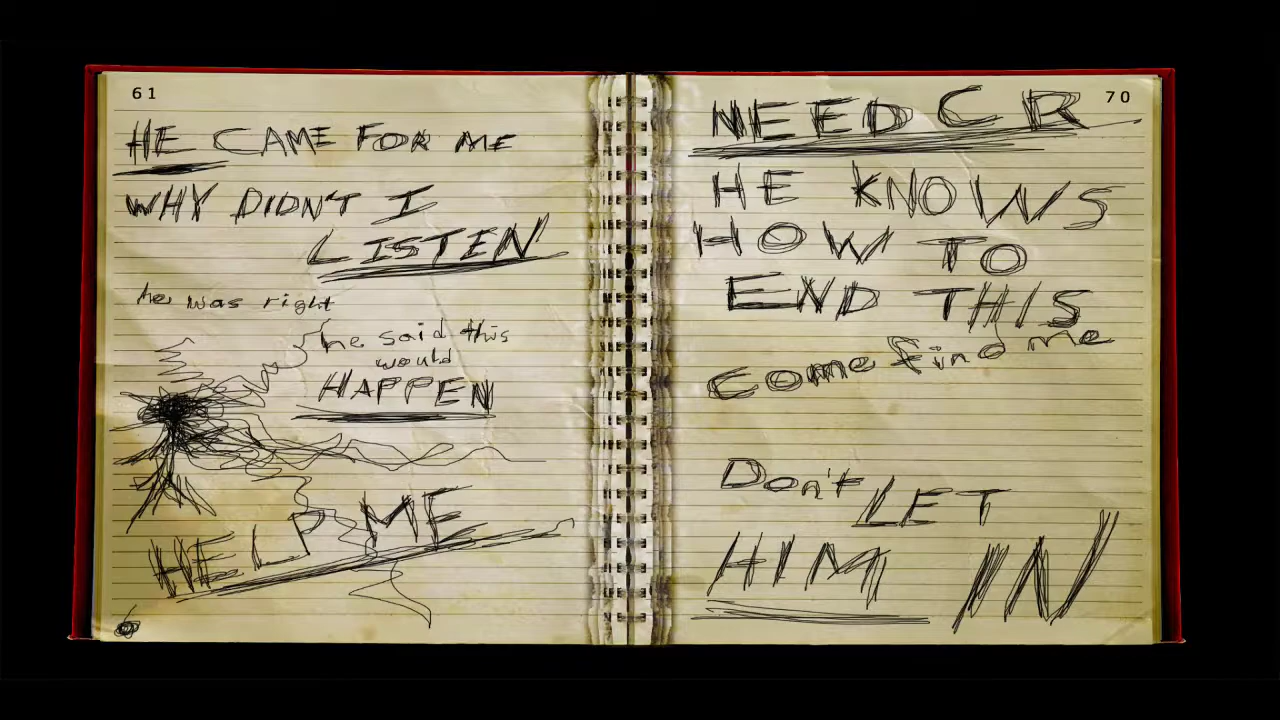 61
HE CAME FOR ME
WHY DIDN'T I
LISTEN
he was right
he said this
would
HAPPEN
HELP ME
70
NEED CR
HE KNOWS
HOW TO
END THIS
come find me
Don't LET
HIM IN